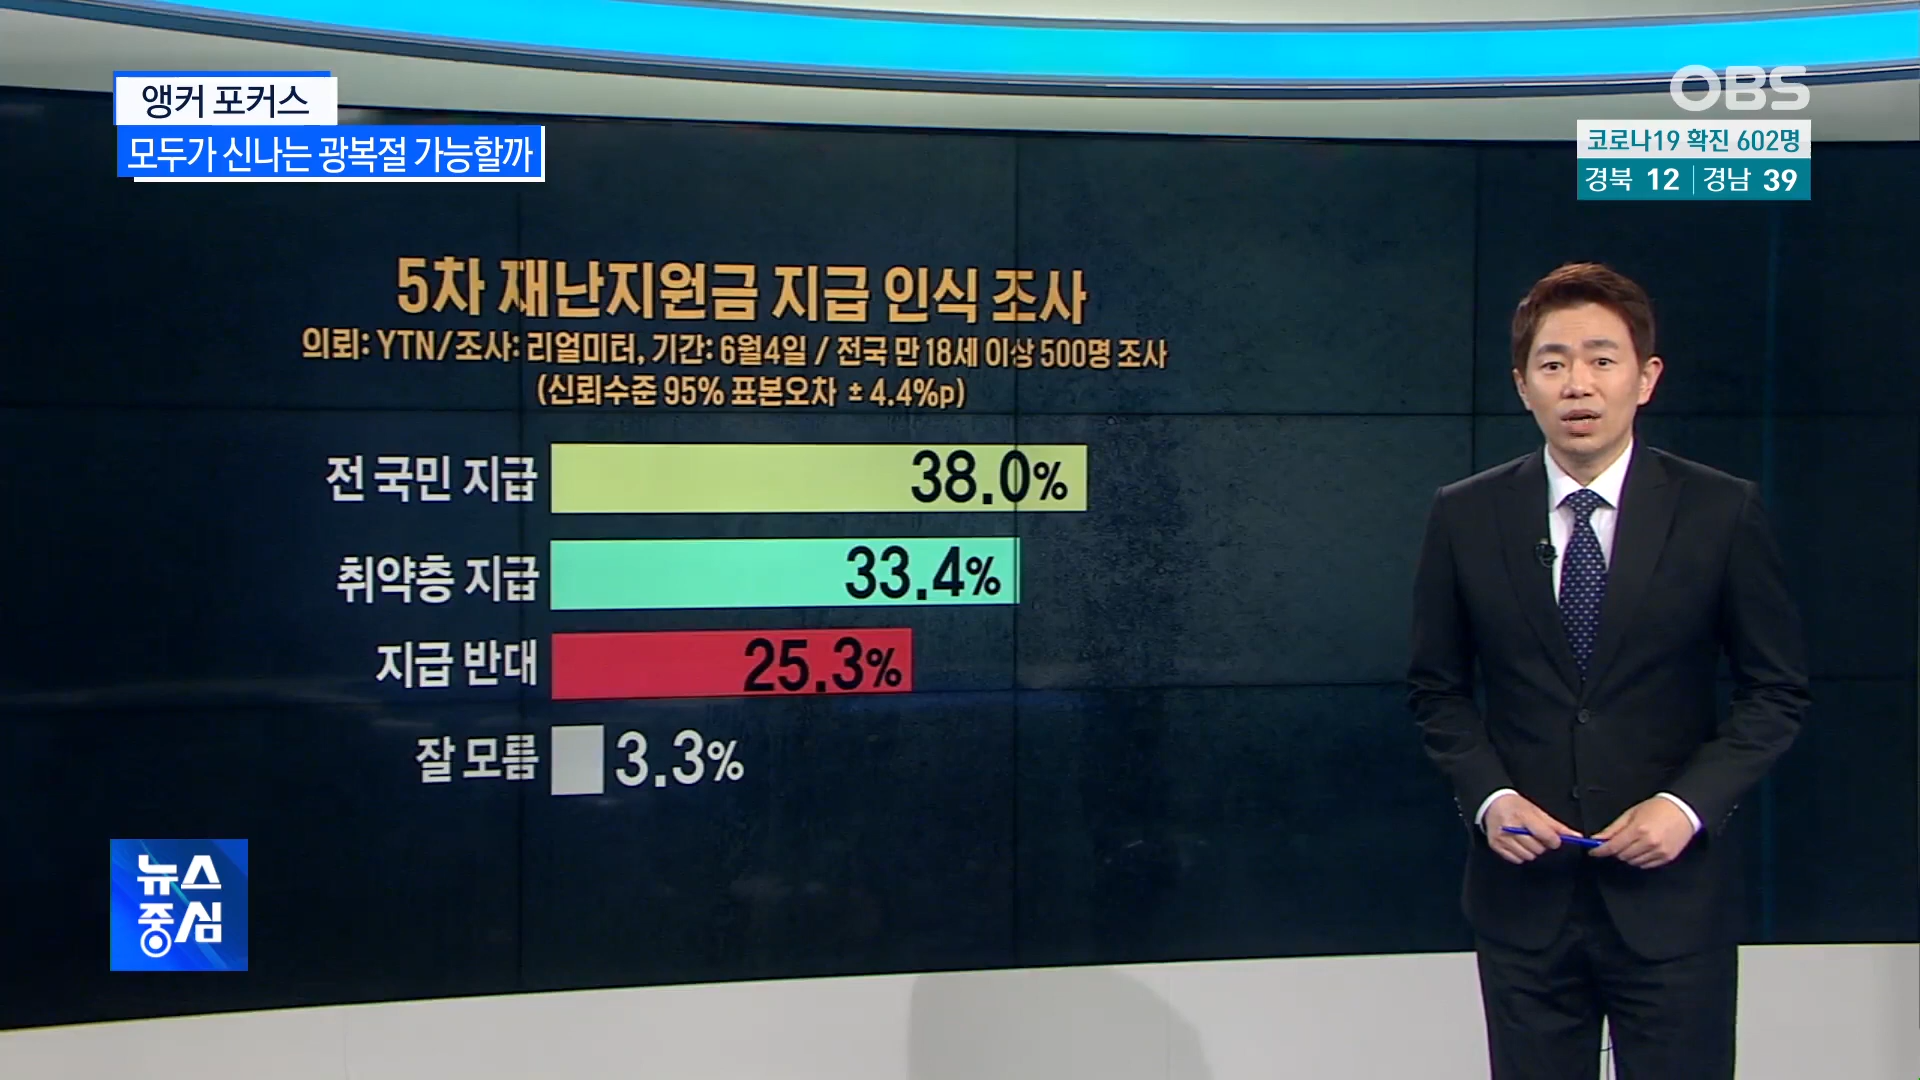 앵커 포커스
모두가 신나는 광복절 가능할까
OBS
코로나19 확진 602명
경북 12 | 경남 39
5차 재난지원금 지급 인식 조사
의뢰: YTN/조사: 리얼미터, 기간: 6월4일 / 전국 만 18세 이상 500명 조사
(신뢰수준 95% 표본오차 ± 4.4%p)
전 국민 지급 38.0%
취약층 지급 33.4%
지급 반대 25.3%
잘 모름 3.3%
뉴스
중심